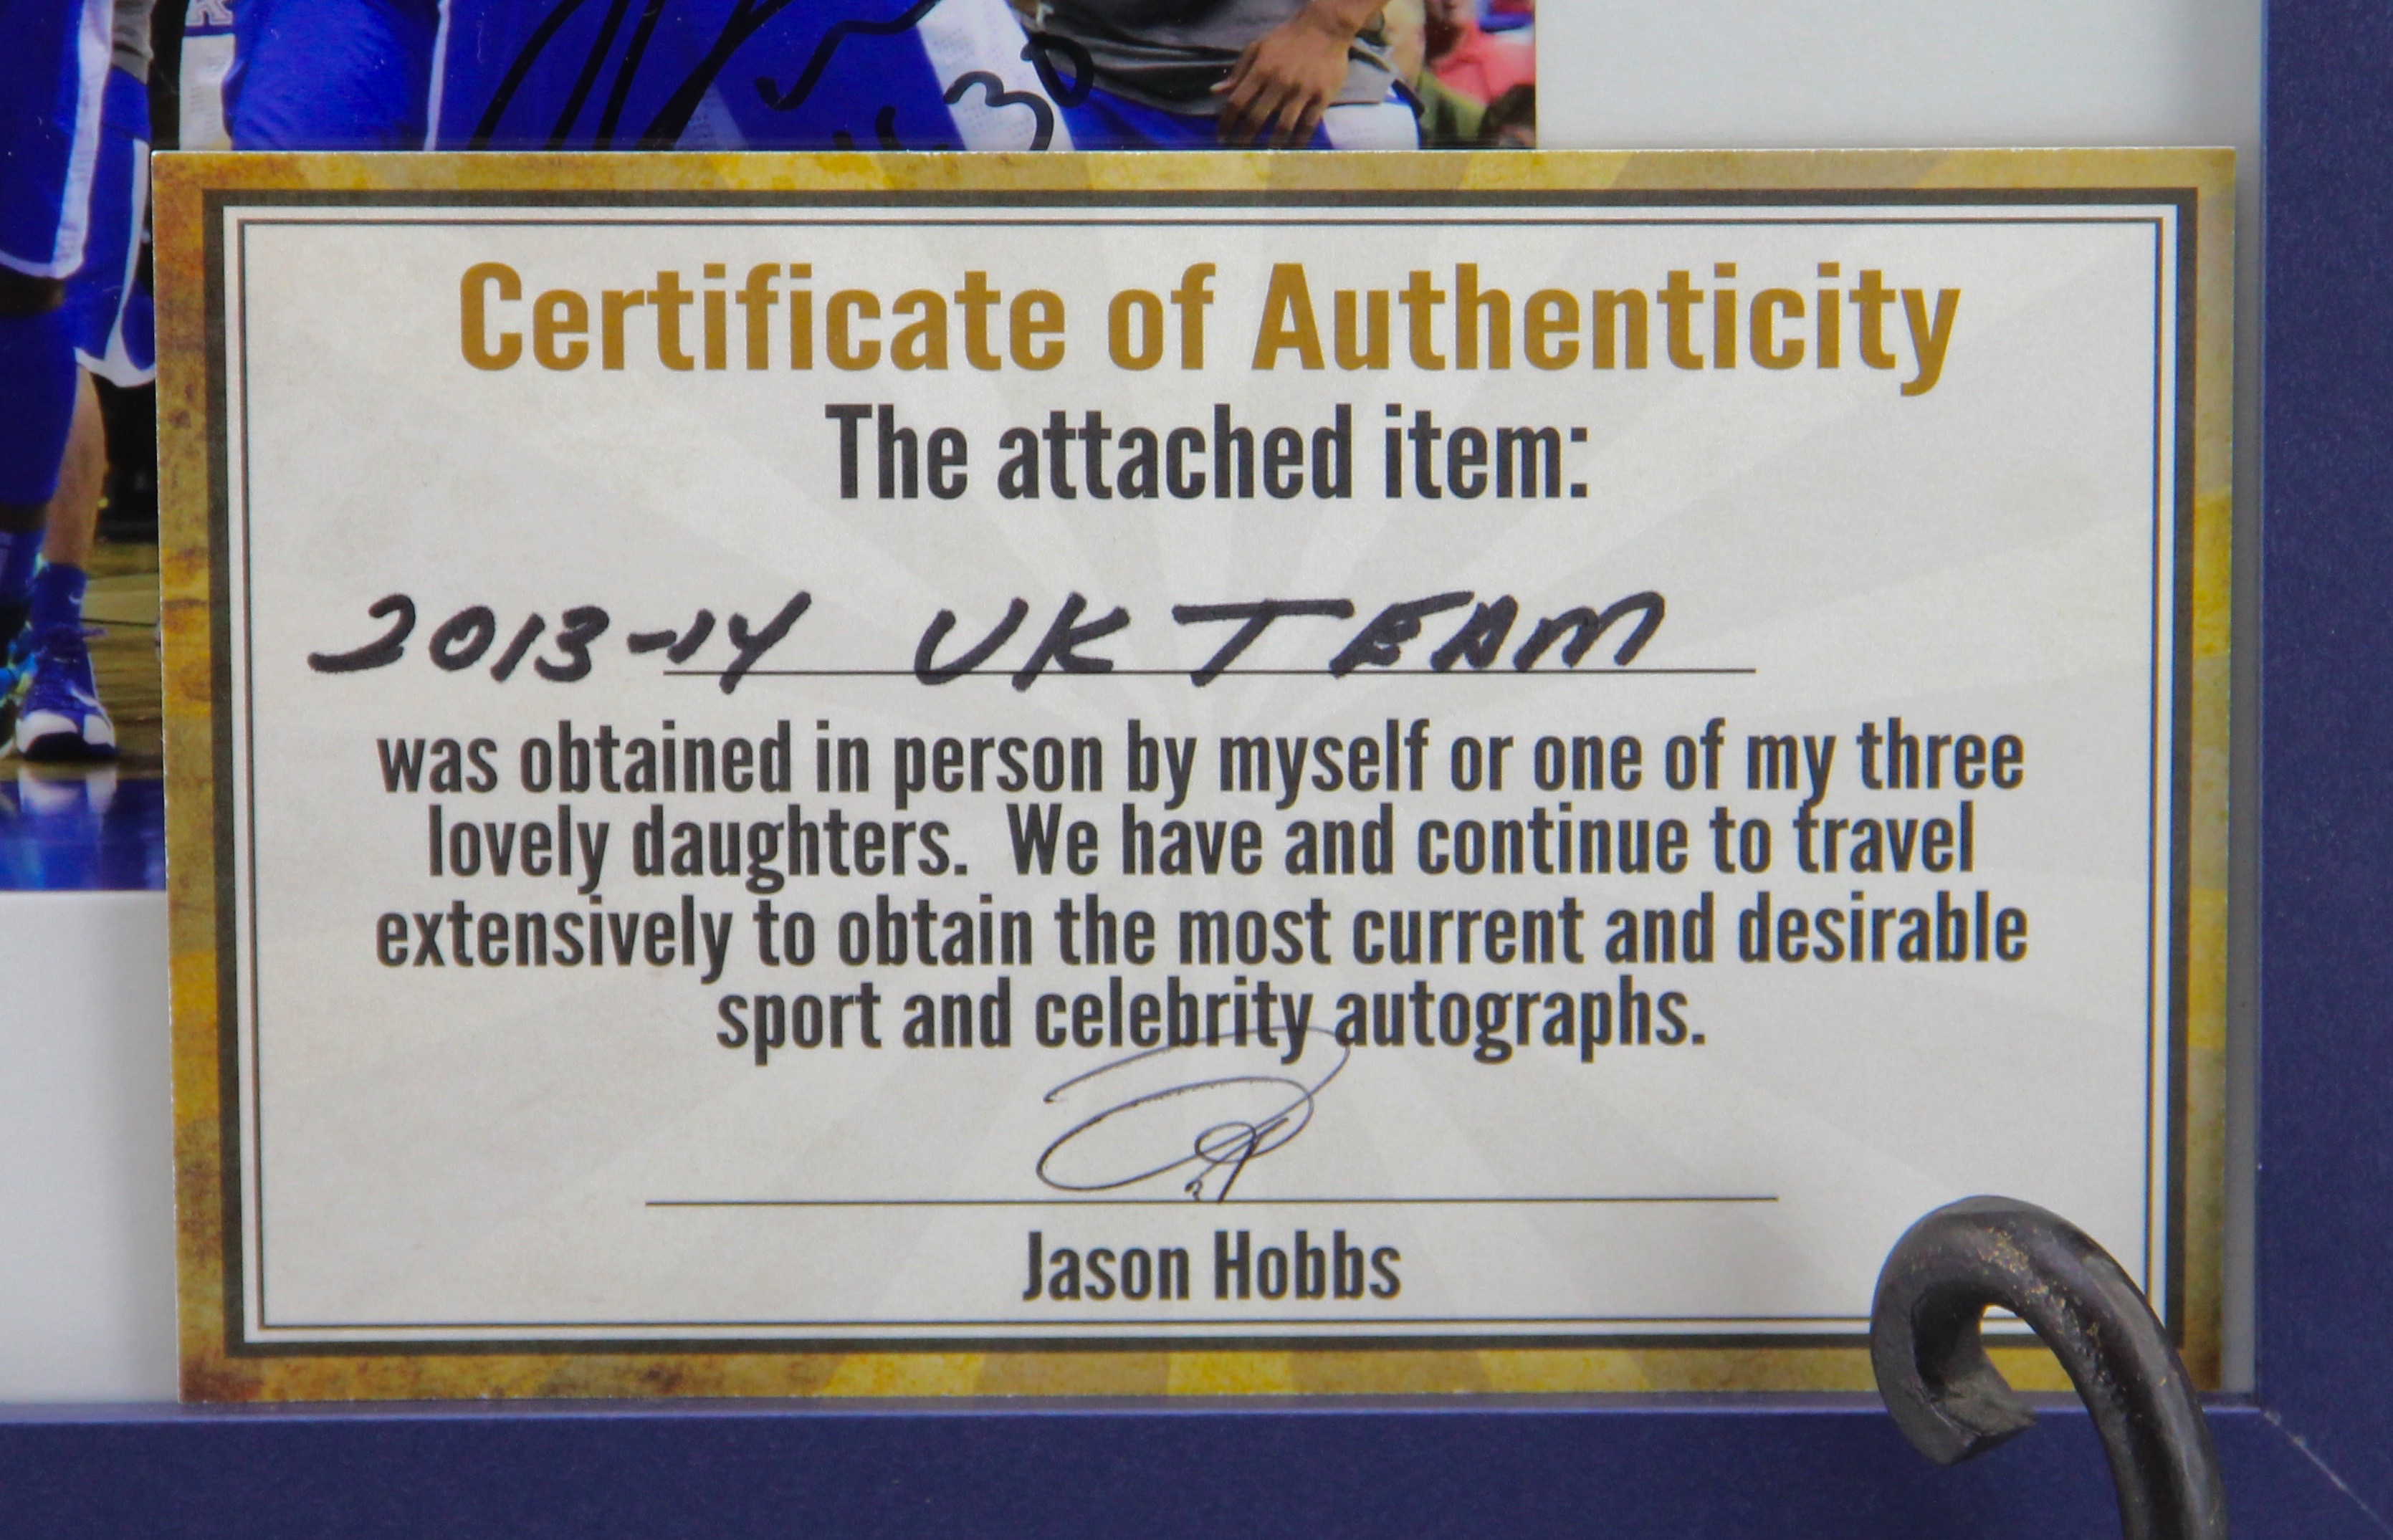 30
Certificate of Authenticity
The attached item:
2013-14 UK TEAM
was obtained in person by myself or one of my three
lovely daughters. We have and continue to travel
extensively to obtain the most current and desirable
sport and celebrity autographs.
Jason Hobbs